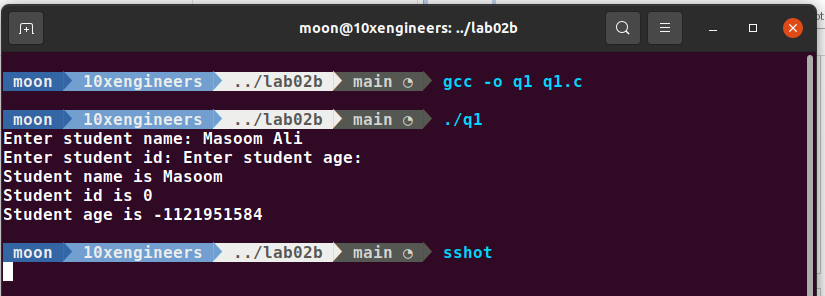 moon@10xengineers: ../lab02b
moon 10xengineers ../lab02b main gcc -o q1 q1.c
moon 10xengineers ../lab02b main ./q1
Enter student name: Masoom Ali
Enter student id: Enter student age:
Student name is Masoom
Student id is 0
Student age is -1121951584
moon 10xengineers ../lab02b main sshot